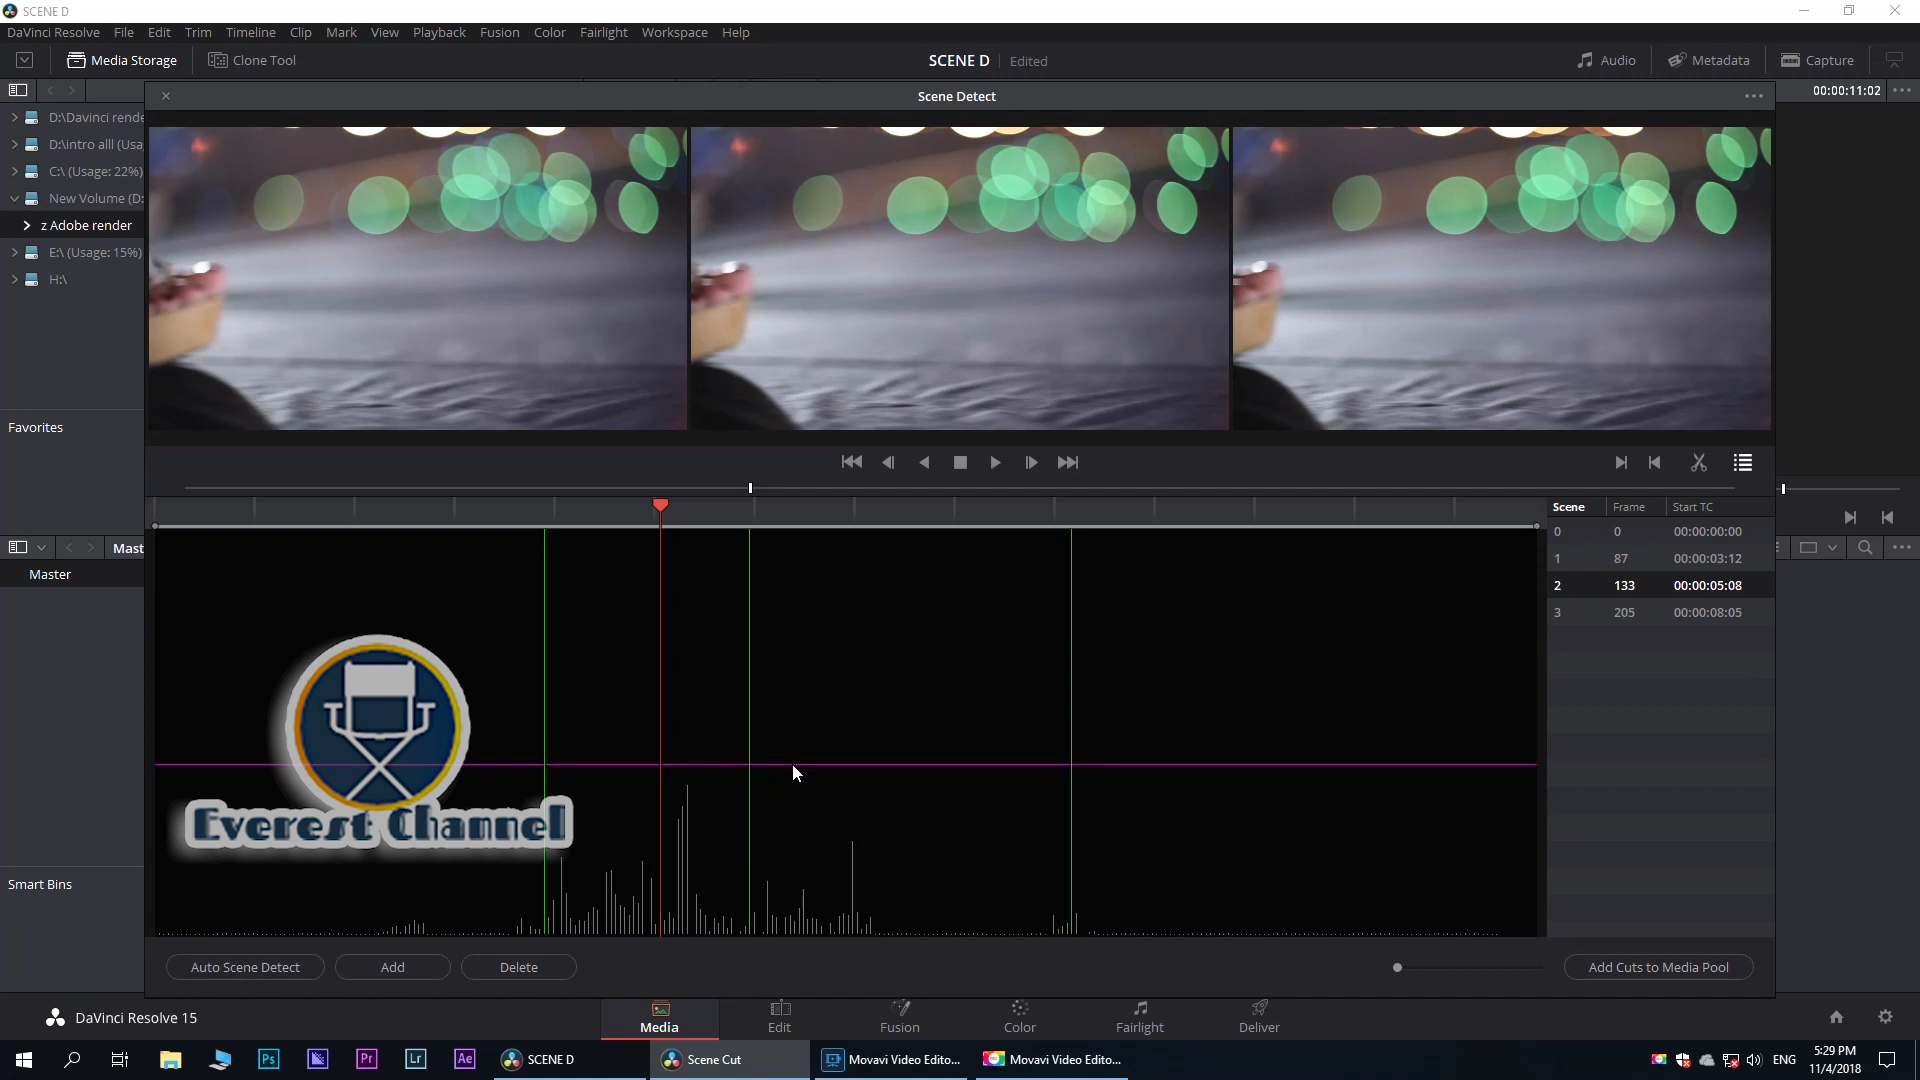 SCENE D
DaVinci Resolve File Edit Trim Timeline Clip Mark View Playback Fusion Color Fairlight Workspace Help
Media Storage Clone Tool SCENE D Edited Audio Metadata Capture
Scene Detect 00:00:11:02
D:\Davinci rende
D:\intro alll (Usa
C:\ (Usage: 22%)
New Volume (D:
z Adobe render
E:\ (Usage: 15%)
H:\
Favorites
Scene Frame Start TC
0 0 00:00:00:00
1 87 00:00:03:12
2 133 00:00:05:08
3 205 00:00:08:05
Mast
Master
Everest Channel
Smart Bins
Auto Scene Detect Add Delete Add Cuts to Media Pool
DaVinci Resolve 15 Media Edit Fusion Color Fairlight Deliver
Ps Pr Lr Ae SCENE D Scene Cut Movavi Video Edito... Movavi Video Edito... ENG 5:29 PM
11/4/2018